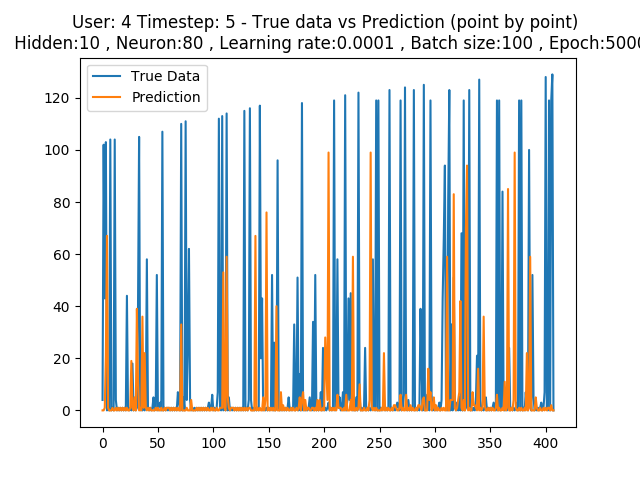 User: 4 Timestep: 5 - True data vs Prediction (point by point)
Hidden:10 , Neuron:80 , Learning rate:0.0001 , Batch size:100 , Epoch:5000
True Data
Prediction
120
100
80
60
40
20
0
0 50 100 150 200 250 300 350 400